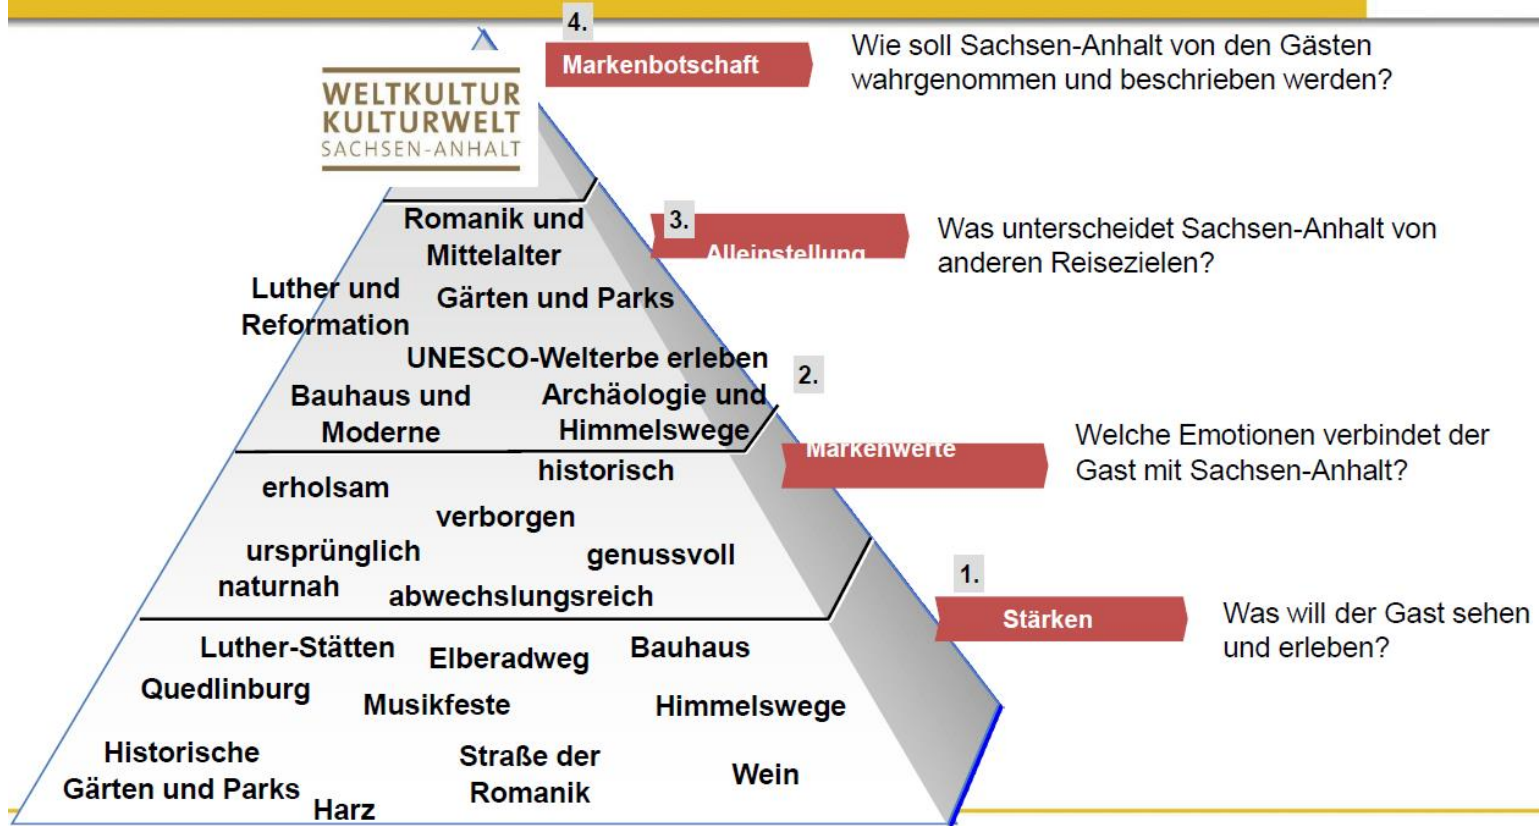 4.
Markenbotschaft
Wie soll Sachsen-Anhalt von den Gästen
wahrgenommen und beschrieben werden?
WELTKULTUR
KULTURWELT
SACHSEN-ANHALT
3.
Alleinstellung
Was unterscheidet Sachsen-Anhalt von
anderen Reisezielen?
Romanik und
Mittelalter
Luther und
Reformation
Gärten und Parks
UNESCO-Welterbe erleben
Bauhaus und
Moderne
Archäologie und
Himmelswege
2.
Markenwerte
Welche Emotionen verbindet der
Gast mit Sachsen-Anhalt?
historisch
erholsam
verborgen
ursprünglich
genussvoll
naturnah
abwechslungsreich
1.
Stärken
Was will der Gast sehen
und erleben?
Luther-Stätten
Elberadweg
Bauhaus
Quedlinburg
Musikfeste
Himmelswege
Historische
Gärten und Parks
Straße der
Romanik
Wein
Harz